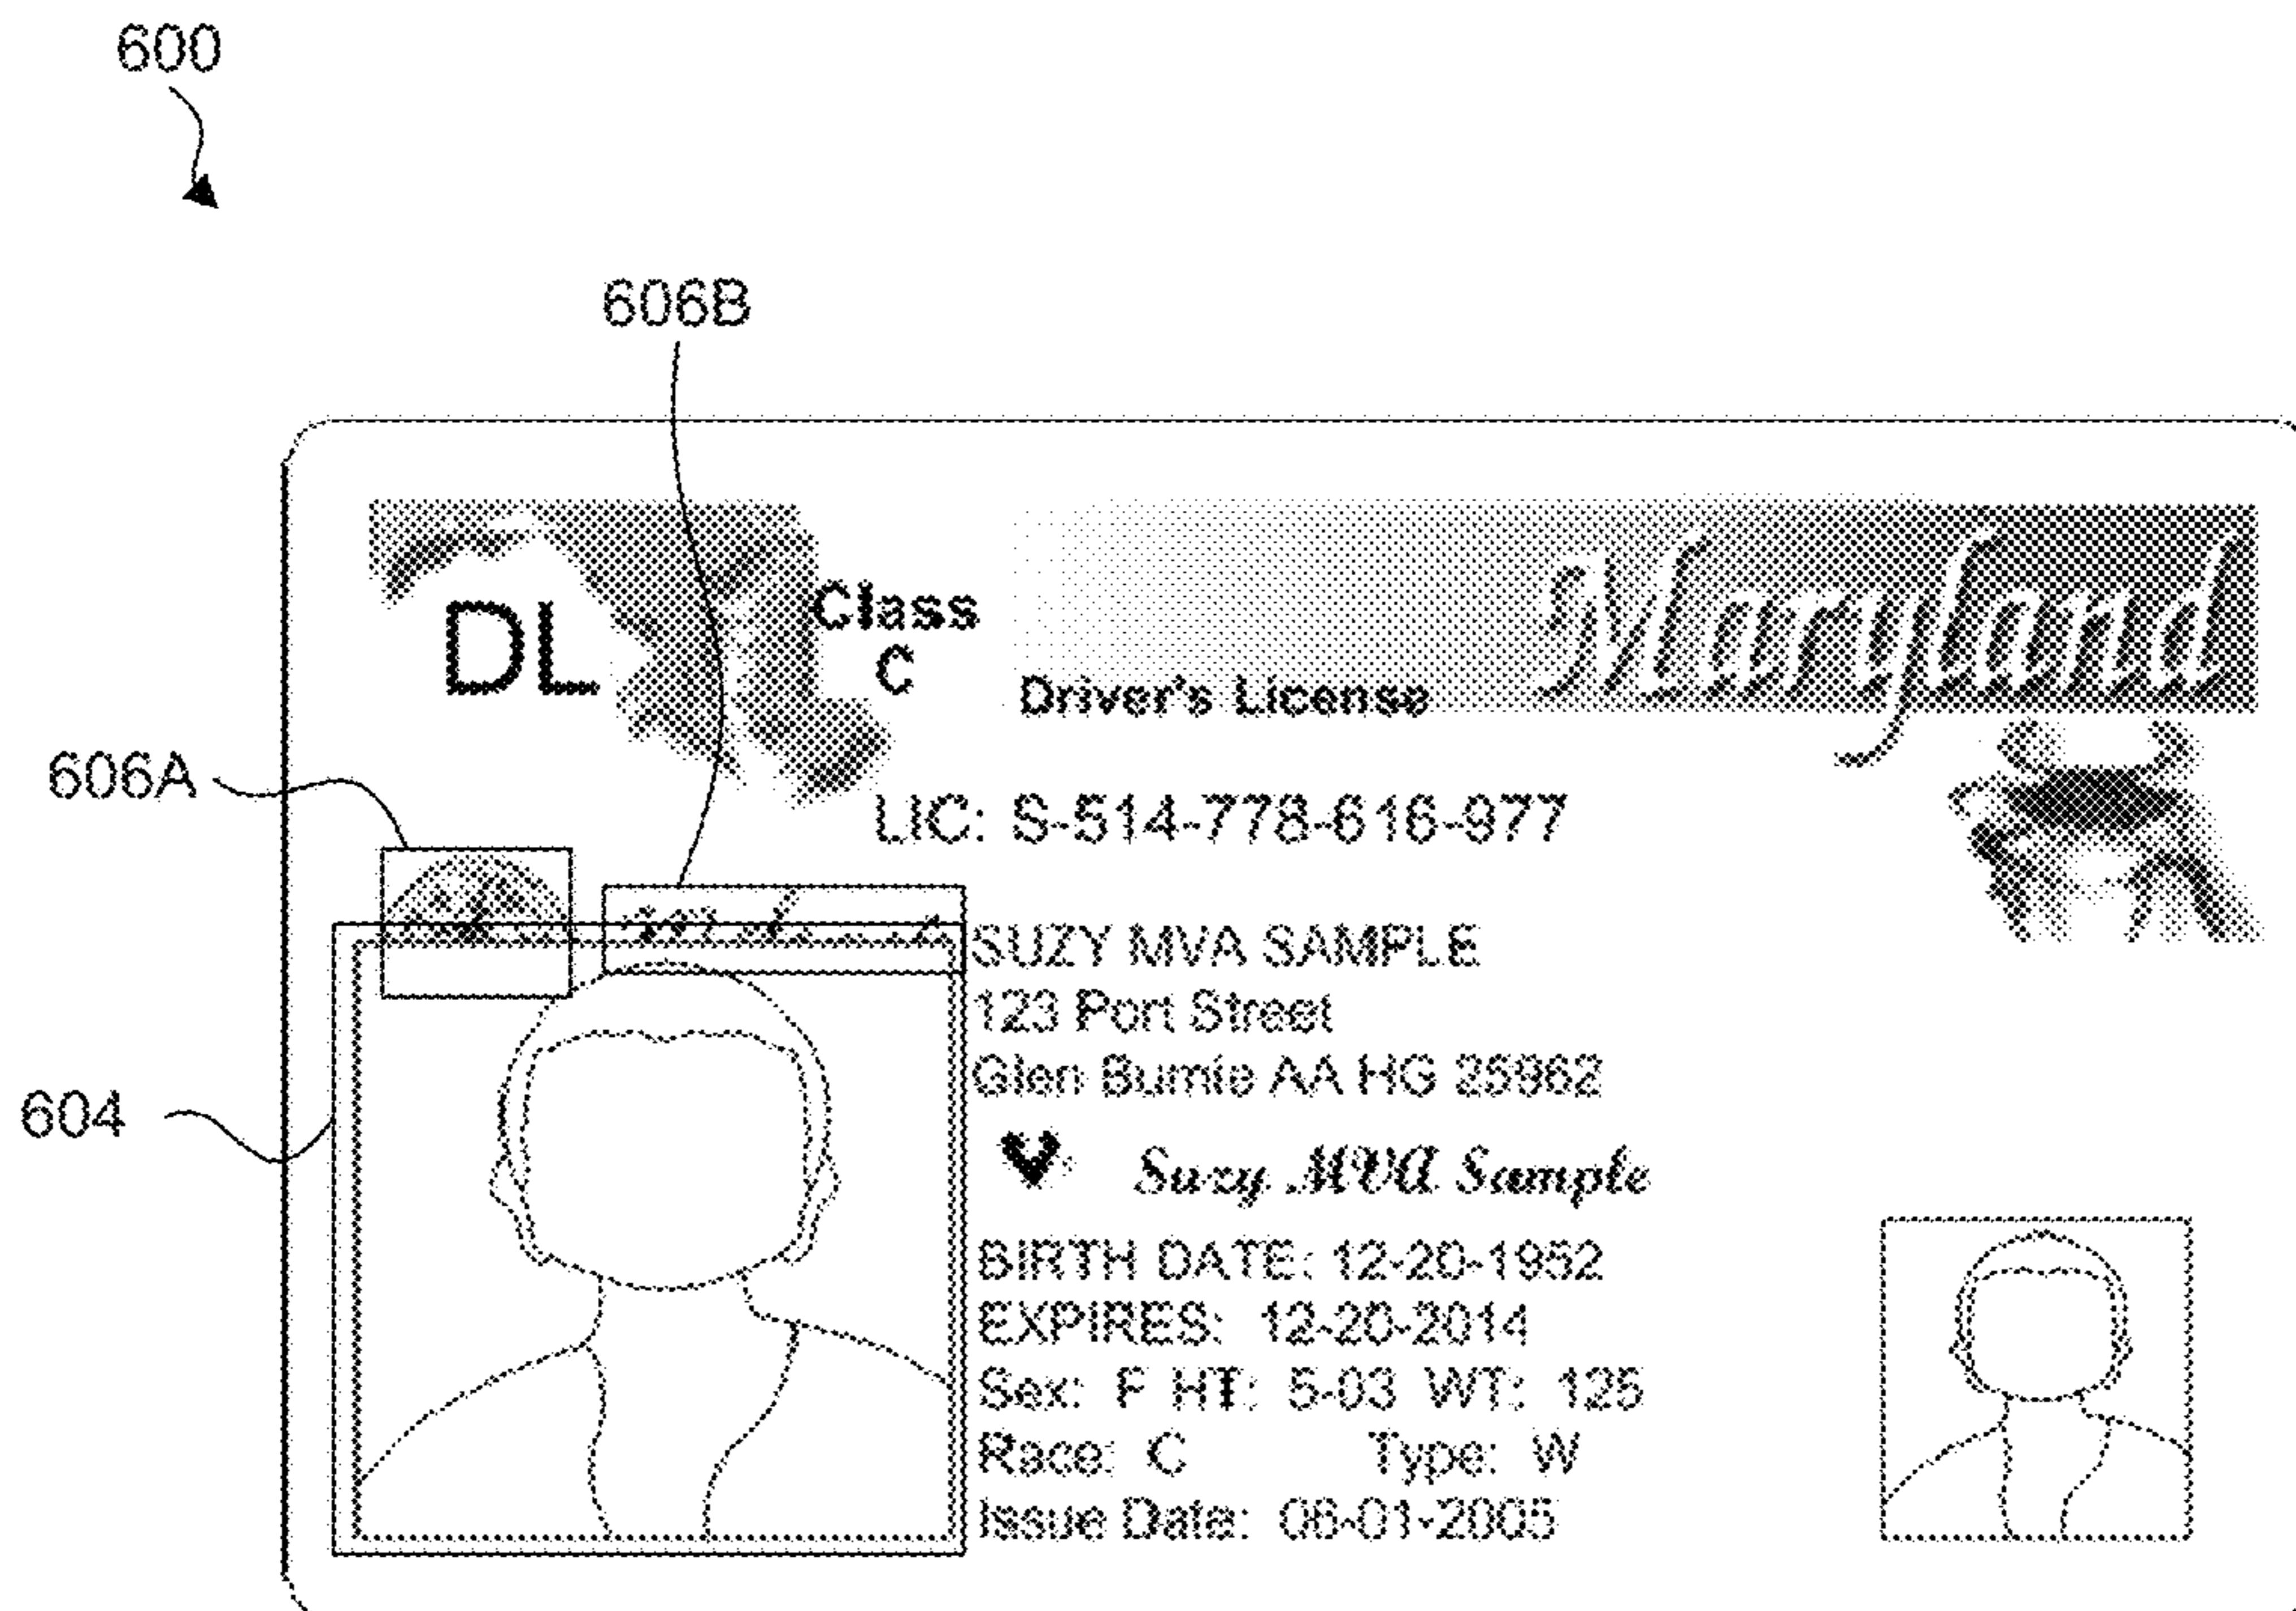 600
606B
Maryland
DL
Class
C
Driver's License
606A
LIC: S-514-778-616-977
SUZY MVA SAMPLE
123 Port Street
Glen Burnie AA HG 25962
604
Suzy MVA Sample
BIRTH DATE: 12-20-1952
EXPIRES: 12-20-2014
Sex: F HT: 5-03 WT: 125
Race: C Type: W
Issue Date: 06-01-2005